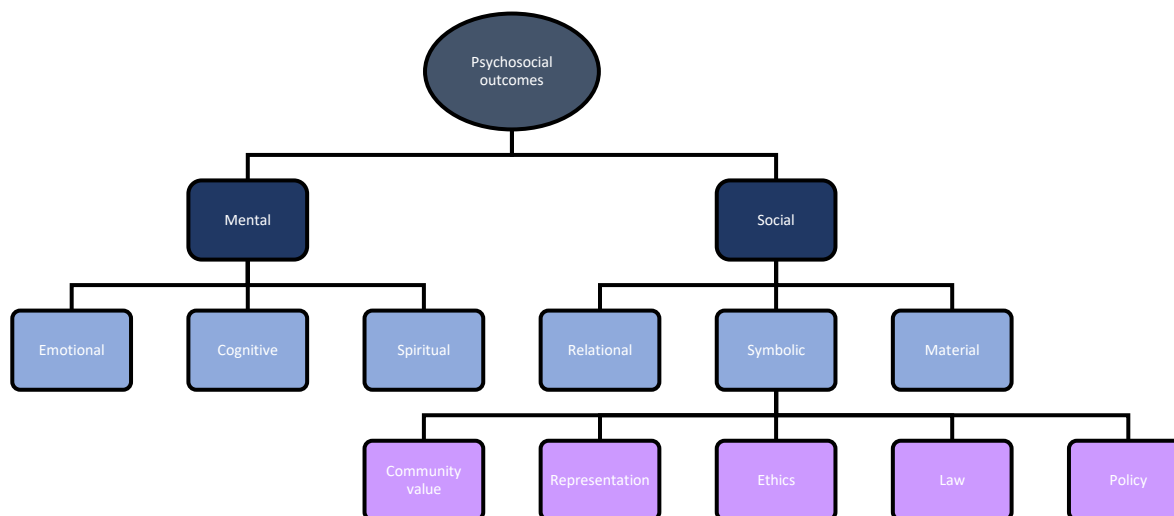 Psychosocial
outcomes
Mental
Social
Emotional
Cognitive
Spiritual
Relational
Symbolic
Material
Community
value
Representation
Ethics
Law
Policy